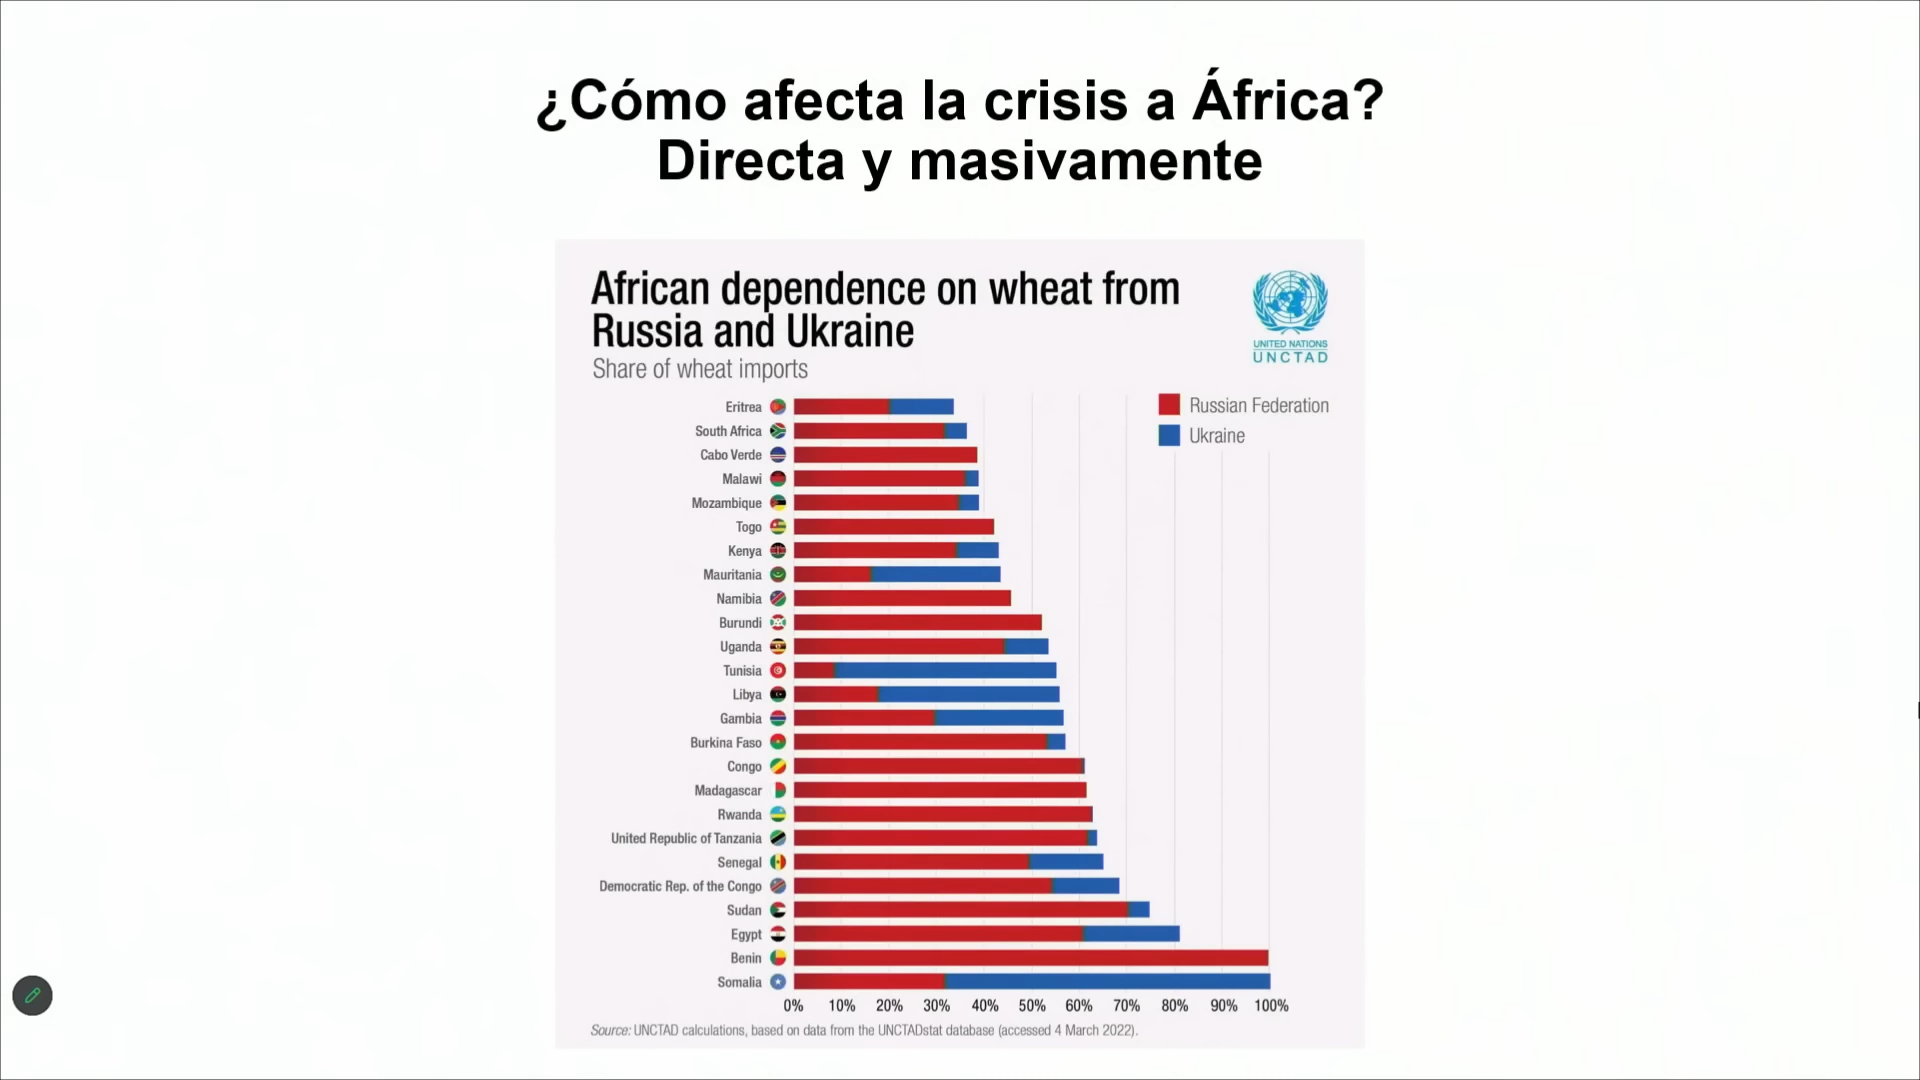 ¿Cómo afecta la crisis a África?
Directa y masivamente
African dependence on wheat from
Russia and Ukraine
Share of wheat imports
UNITED NATIONS
UNCTAD
Russian Federation
Ukraine
Eritrea
South Africa
Cabo Verde
Malawi
Mozambique
Togo
Kenya
Mauritania
Namibia
Burundi
Uganda
Tunisia
Libya
Gambia
Burkina Faso
Congo
Madagascar
Rwanda
United Republic of Tanzania
Senegal
Democratic Rep. of the Congo
Sudan
Egypt
Benin
Somalia
0% 10% 20% 30% 40% 50% 60% 70% 80% 90% 100%
Source: UNCTAD calculations, based on data from the UNCTADstat database (accessed 4 March 2022).